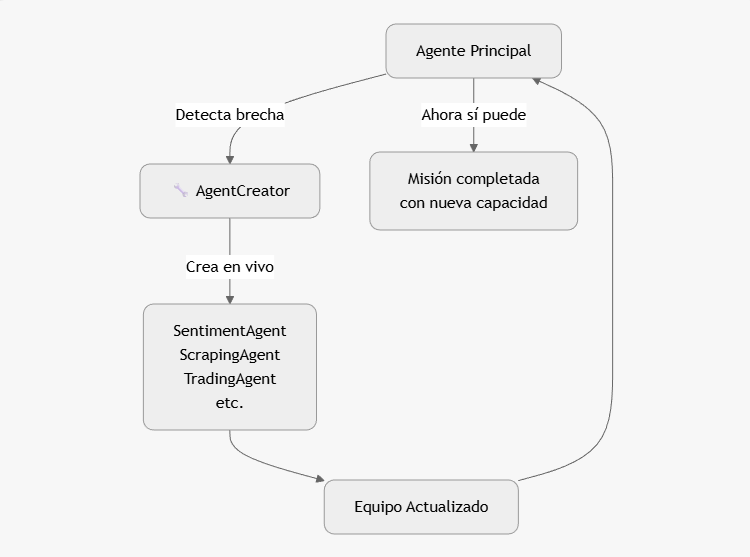 Agente Principal
Detecta brecha
Ahora sí puede
AgentCreator
Misión completada
con nueva capacidad
Crea en vivo
SentimentAgent
ScrapingAgent
TradingAgent
etc.
Equipo Actualizado